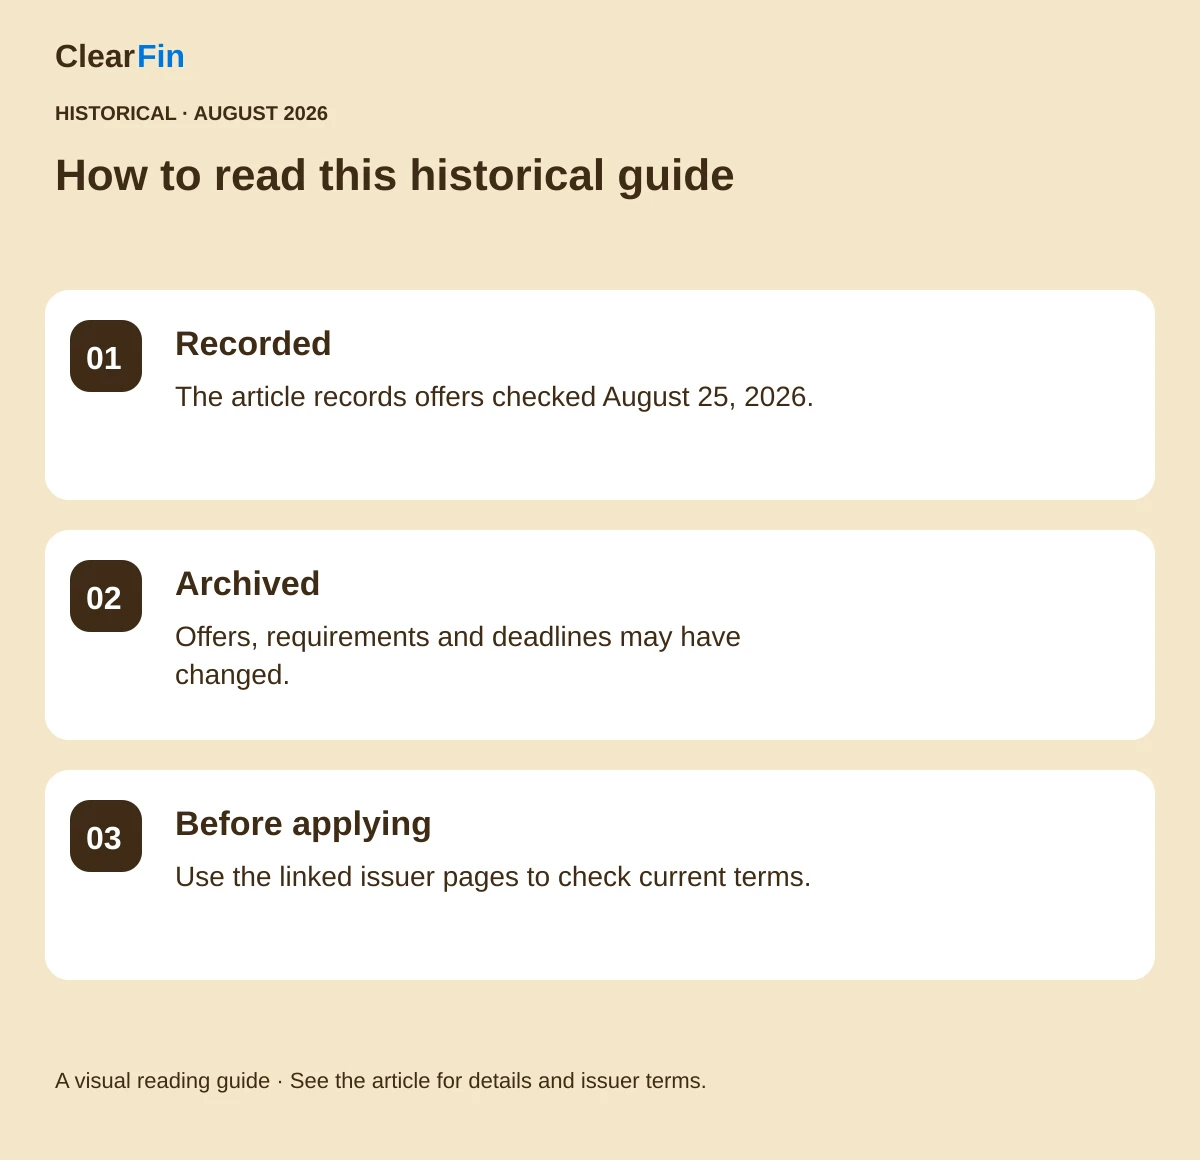 ClearFin
HISTORICAL · AUGUST 2026
How to read this historical guide
01
Recorded
The article records offers checked August 25, 2026.
02
Archived
Offers, requirements and deadlines may have
changed.
03
Before applying
Use the linked issuer pages to check current terms.
A visual reading guide · See the article for details and issuer terms.